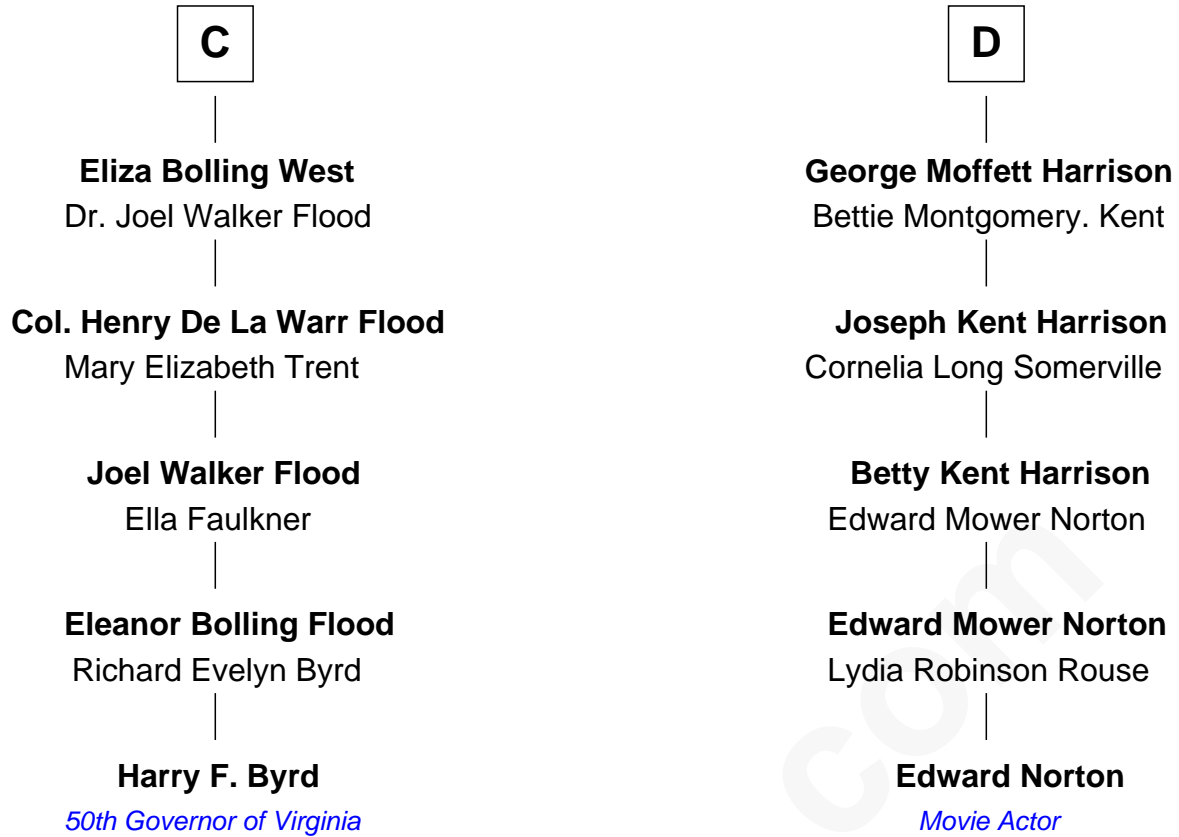 C
Eliza Bolling West
Dr. Joel Walker Flood
Col. Henry De La Warr Flood
Mary Elizabeth Trent
Joel Walker Flood
Ella Faulkner
Eleanor Bolling Flood
Richard Evelyn Byrd
Harry F. Byrd
50th Governor of Virginia
D
George Moffett Harrison
Bettie Montgomery. Kent
Joseph Kent Harrison
Cornelia Long Somerville
Betty Kent Harrison
Edward Mower Norton
Edward Mower Norton
Lydia Robinson Rouse
Edward Norton
Movie Actor
com